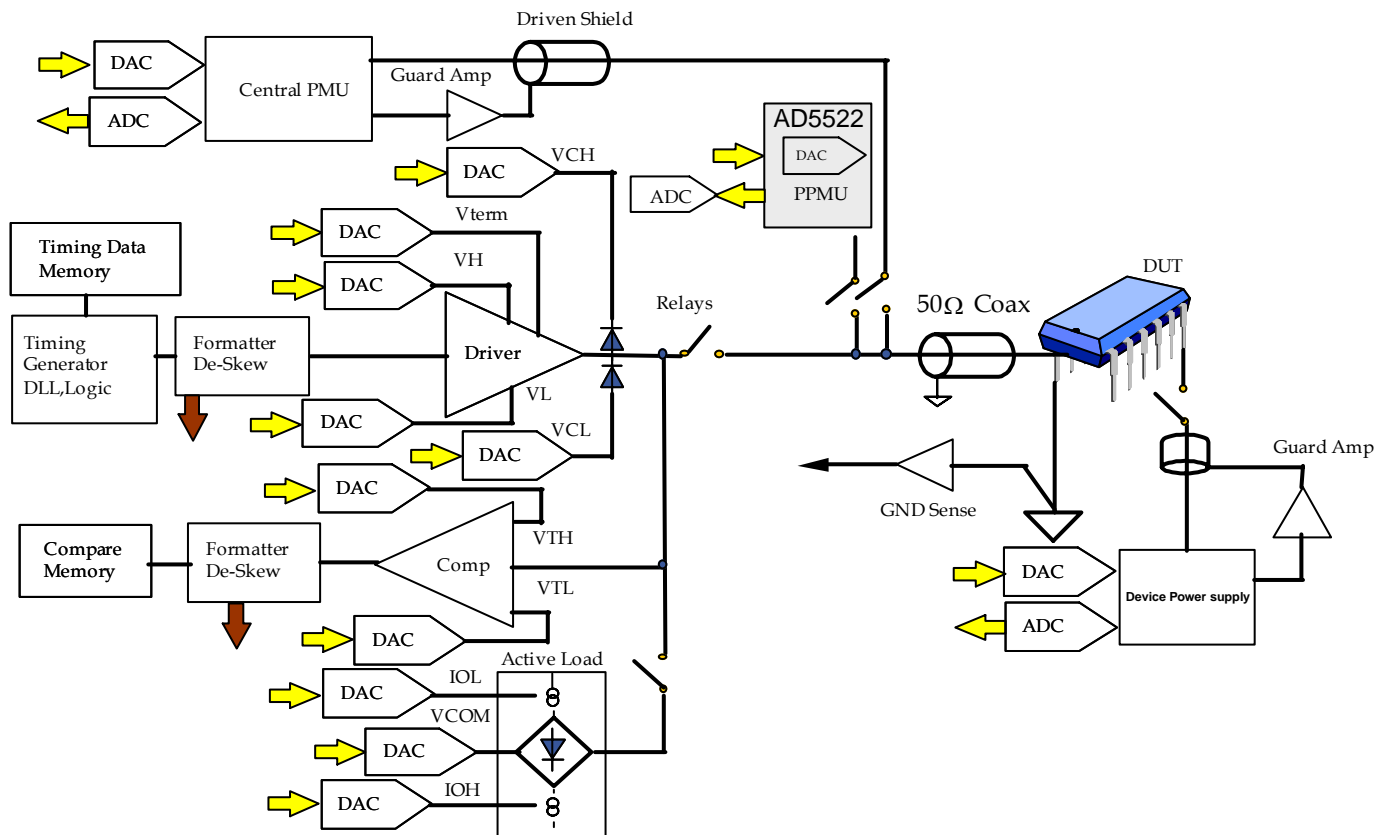 Driven Shield
DAC
Central PMU
Guard Amp
ADC
AD5522
DAC
PPMU
ADC
DAC
VCH
Vterm
DAC
VH
DAC
Timing Data
Memory
DUT
Relays
50Ω Coax
Timing
Generator
DLL,Logic
Formatter
De-Skew
Driver
VL
DAC
VCL
DAC
Guard Amp
DAC
GND Sense
VTH
Compare
Memory
Formatter
De-Skew
Comp
VTL
DAC
DAC
Device Power supply
ADC
DAC
Active Load
IOL
DAC
VCOM
DAC
IOH
DAC